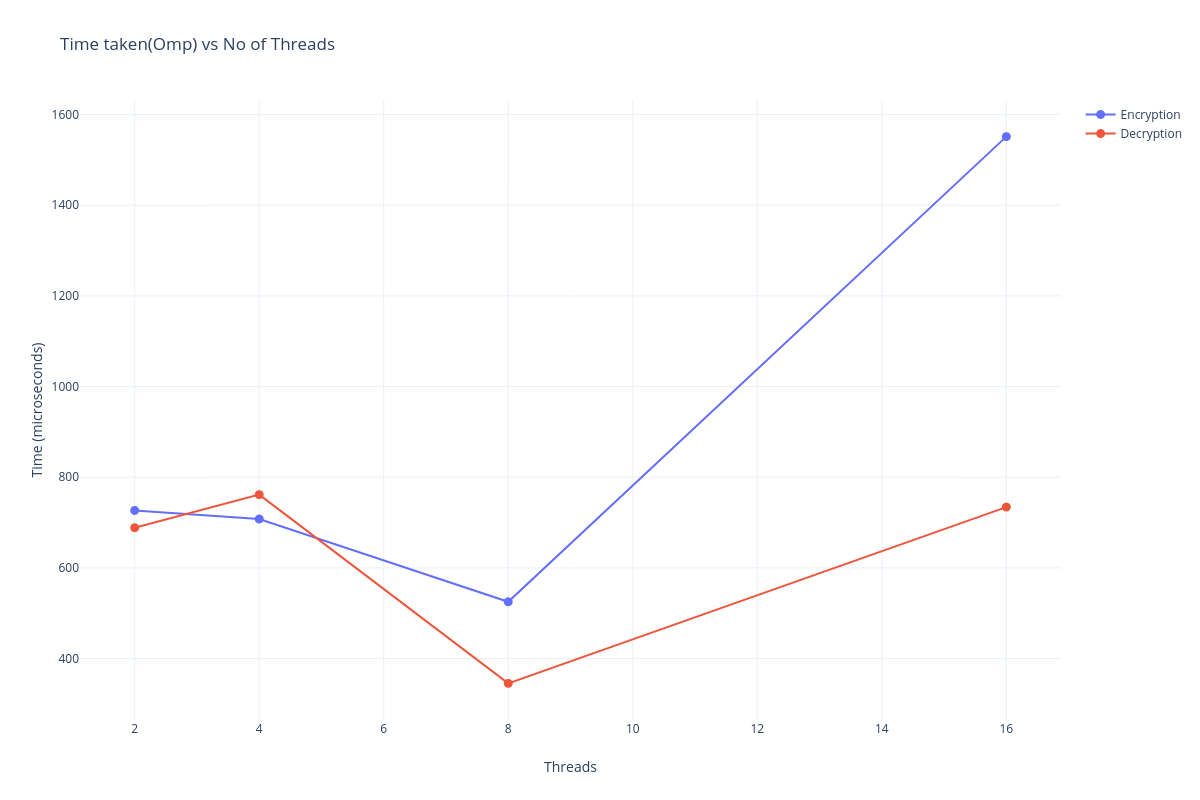 Time taken(Omp) vs No of Threads
1600
1400
1200
1000
800
600
400
Time (microseconds)
2 4 6 8 10 12 14 16
Threads
Encryption
Decryption